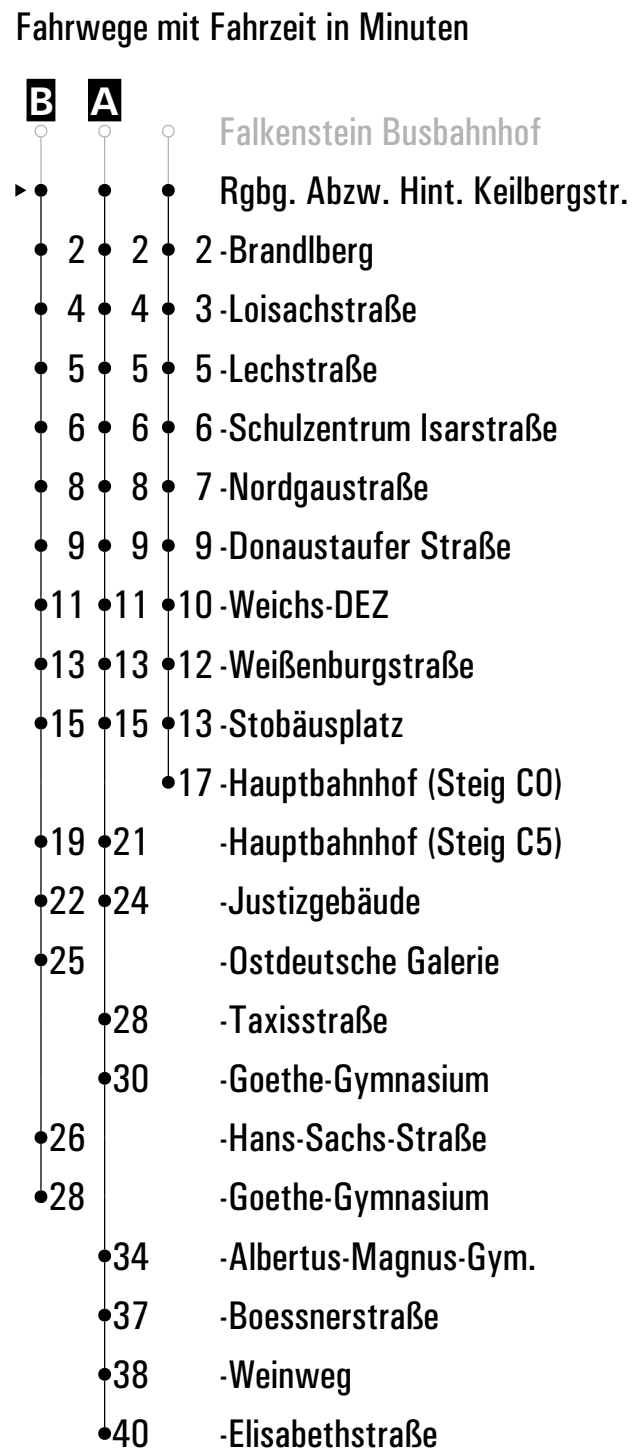 Fahrwege mit Fahrzeit in Minuten
B A
Falkenstein Busbahnhof
Rgbg. Abzw. Hint. Keilbergstr.
2 2 2 -Brandlberg
4 4 3 -Loisachstraße
5 5 5 -Lechstraße
6 6 6 -Schulzentrum Isarstraße
8 8 7 -Nordgaustraße
9 9 9 -Donaustaufer Straße
11 11 10 -Weichs-DEZ
13 13 12 -Weißenburgstraße
15 15 13 -Stobäusplatz
17 -Hauptbahnhof (Steig C0)
19 21 -Hauptbahnhof (Steig C5)
22 24 -Justizgebäude
25 -Ostdeutsche Galerie
28 -Taxisstraße
30 -Goethe-Gymnasium
26 -Hans-Sachs-Straße
28 -Goethe-Gymnasium
34 -Albertus-Magnus-Gym.
37 -Boessnerstraße
38 -Weinweg
40 -Elisabethstraße